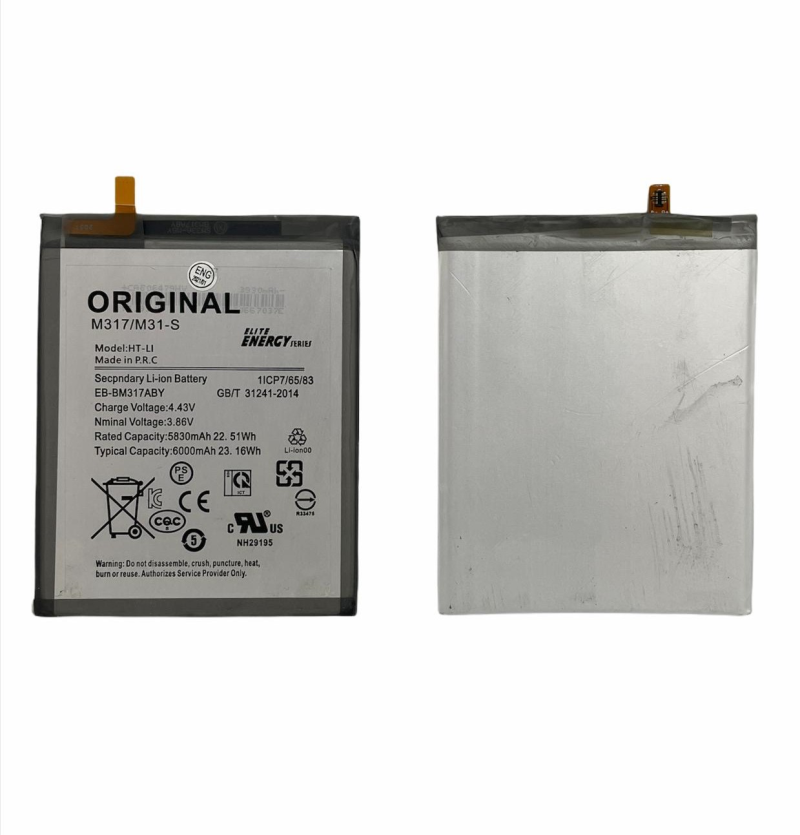 ENG
ORIGINAL
M317/M31-S
ELITE
ENERGY SERIES
Model:HT-LI
Made in P.R.C
Secpndary Li-ion Battery 1ICP7/65/83
EB-BM317ABY GB/T 31241-2014
Charge Voltage:4.43V
Nminal Voltage:3.86V
Rated Capacity:5830mAh 22.51Wh
Typical Capacity:6000mAh 23.16Wh
Li-ion00
PS
E
ICT
R33476
CQC
CE
5
c RU ® US
NH29195
Warning: Do not disassemble, crush, puncture, heat,
burn or reuse. Authorizes Service Provider Only.